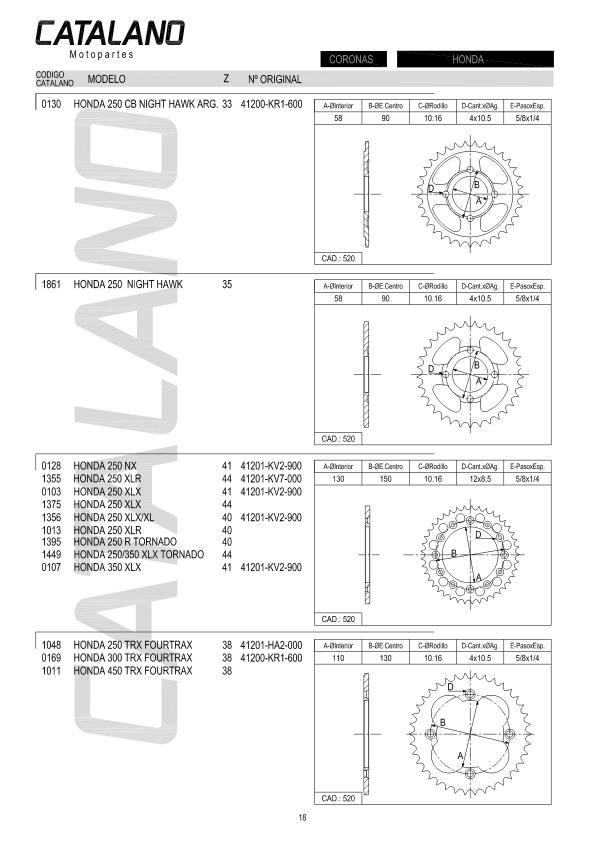 CATALANO
Motopartes
CORONAS HONDA
CODIGO CATALANO MODELO Z Nº ORIGINAL
0130 HONDA 250 CB NIGHT HAWK ARG. 33 41200-KR1-600
A-ØInterior B-ØE.Centro C-ØRodillo D-Cant.xØAg. E-PasoxEsp.
58 90 10.16 4x10.5 5/8x1/4
D B A
CAD.: 520
1861 HONDA 250 NIGHT HAWK 35
A-ØInterior B-ØE.Centro C-ØRodillo D-Cant.xØAg. E-PasoxEsp.
58 90 10.16 4x10.5 5/8x1/4
D B A
CAD.: 520
0128 HONDA 250 NX 41 41201-KV2-900
1355 HONDA 250 XLR 44 41201-KV7-000
0103 HONDA 250 XLX 41 41201-KV2-900
1375 HONDA 250 XLX 44
1356 HONDA 250 XLX/XL 40 41201-KV2-900
1013 HONDA 250 XLR 40
1395 HONDA 250 R TORNADO 40
1449 HONDA 250/350 XLX TORNADO 44
0107 HONDA 350 XLX 41 41201-KV2-900
A-ØInterior B-ØE.Centro C-ØRodillo D-Cant.xØAg. E-PasoxEsp.
130 150 10.16 12x8.5 5/8x1/4
D B A
CAD.: 520
1048 HONDA 250 TRX FOURTRAX 38 41201-HA2-000
0169 HONDA 300 TRX FOURTRAX 38 41200-KR1-600
1011 HONDA 450 TRX FOURTRAX 38
A-ØInterior B-ØE.Centro C-ØRodillo D-Cant.xØAg. E-PasoxEsp.
110 130 10.16 4x10.5 5/8x1/4
D B A
CAD.: 520
CATALANO
18